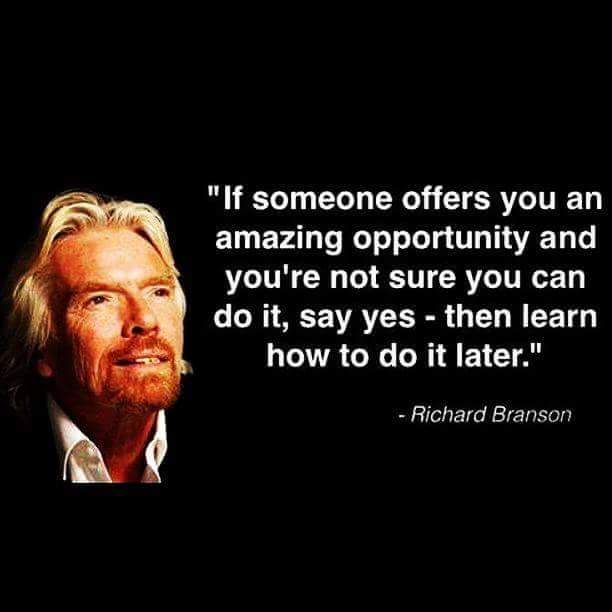 "If someone offers you an
amazing opportunity and
you're not sure you can
do it, say yes - then learn
how to do it later."
- Richard Branson